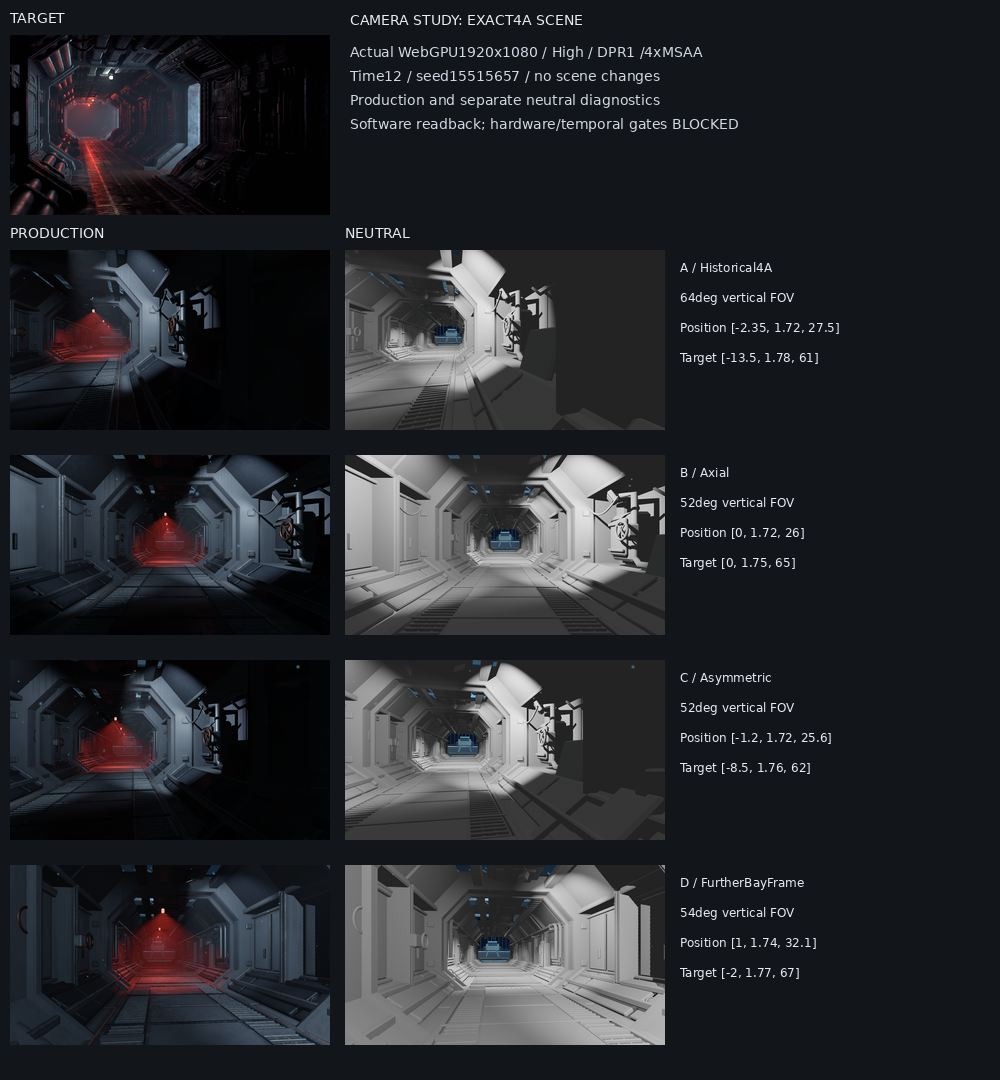 TARGET
CAMERA STUDY: EXACT4A SCENE
Actual WebGPU1920x1080 / High / DPR1 /4xMSAA
Time12 / seed15515657 / no scene changes
Production and separate neutral diagnostics
Software readback; hardware/temporal gates BLOCKED
PRODUCTION
NEUTRAL
A / Historical4A
64deg vertical FOV
Position [-2.35, 1.72, 27.5]
Target [-13.5, 1.78, 61]
B / Axial
52deg vertical FOV
Position [0, 1.72, 26]
Target [0, 1.75, 65]
C / Asymmetric
52deg vertical FOV
Position [-1.2, 1.72, 25.6]
Target [-8.5, 1.76, 62]
D / FurtherBayFrame
54deg vertical FOV
Position [1, 1.74, 32.1]
Target [-2, 1.77, 67]